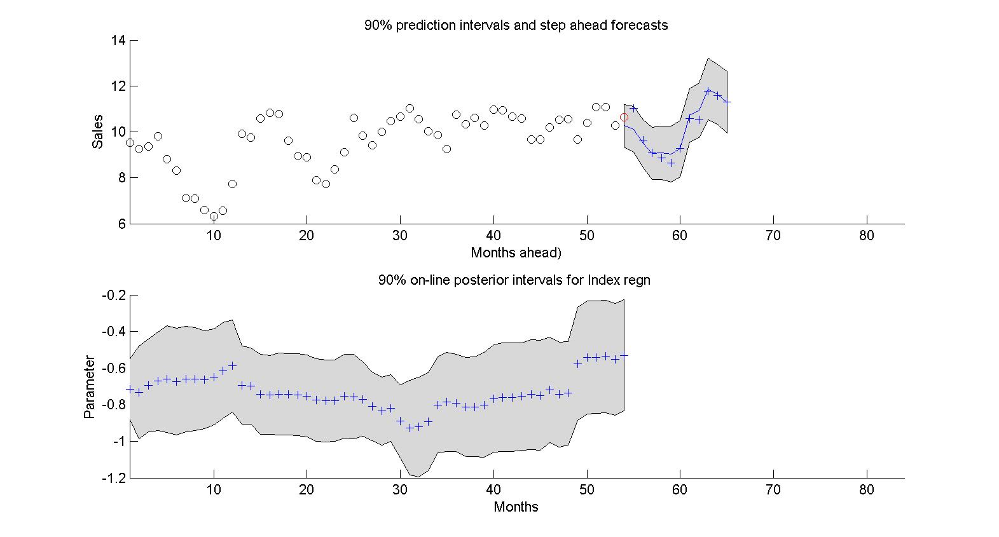 90% prediction intervals and step ahead forecasts
14
12
10
8
6
Sales
10 20 30 40 50 60 70 80
Months ahead)
90% on-line posterior intervals for Index regn
-0.2
-0.4
-0.6
-0.8
-1
-1.2
Parameter
10 20 30 40 50 60 70 80
Months